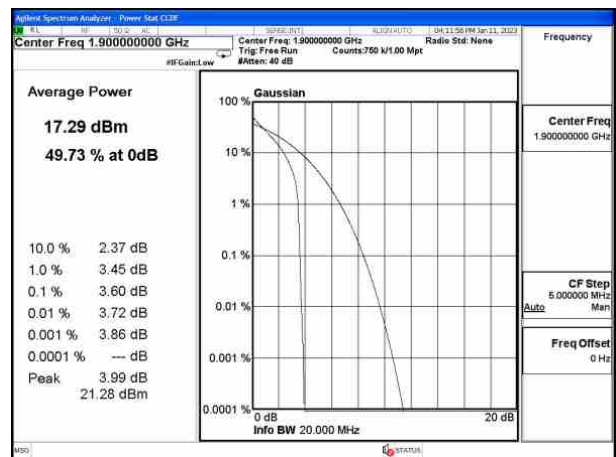 Agilent Spectrum Analyzer - Power Stat CCDF
RL RF 50 Ω AC SENSE:INT ALIGN AUTO 04:11:56 PM Jan 11, 2023
Center Freq 1.900000000 GHz
Center Freq: 1.900000000 GHz Radio Std: None
Trig: Free Run Counts:750 k/1.00 Mpt
#IFGain:Low #Atten: 40 dB
Frequency
Average Power
17.29 dBm
49.73 % at 0dB
10.0 % 2.37 dB
1.0 % 3.45 dB
0.1 % 3.60 dB
0.01 % 3.72 dB
0.001 % 3.86 dB
0.0001 % --- dB
Peak 3.99 dB
21.28 dBm
Gaussian
100 %
10 %
1 %
0.1 %
0.01 %
0.001 %
0.0001 %
0 dB 20 dB
Info BW 20.000 MHz
Center Freq
1.900000000 GHz
CF Step
5.000000 MHz
Auto Man
Freq Offset
0 Hz
MSG STATUS